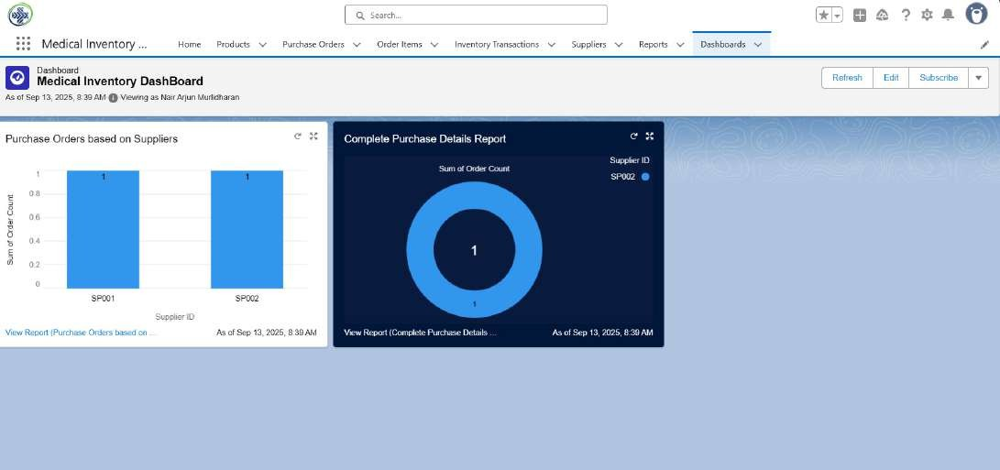 Search...
Medical Inventory ...
Home
Products
Purchase Orders
Order Items
Inventory Transactions
Suppliers
Reports
Dashboards
Dashboard
Medical Inventory DashBoard
As of Sep 13, 2025, 8:39 AM Viewing as Nair Arjun Murlidharan
Refresh
Edit
Subscribe
Purchase Orders based on Suppliers
Sum of Order Count
1
0.8
0.6
0.4
0.2
0
1
1
SP001
SP002
Supplier ID
View Report (Purchase Orders based on ...
As of Sep 13, 2025, 8:39 AM
Complete Purchase Details Report
Sum of Order Count
Supplier ID
SP002
1
1
View Report (Complete Purchase Details ...
As of Sep 13, 2025, 8:39 AM